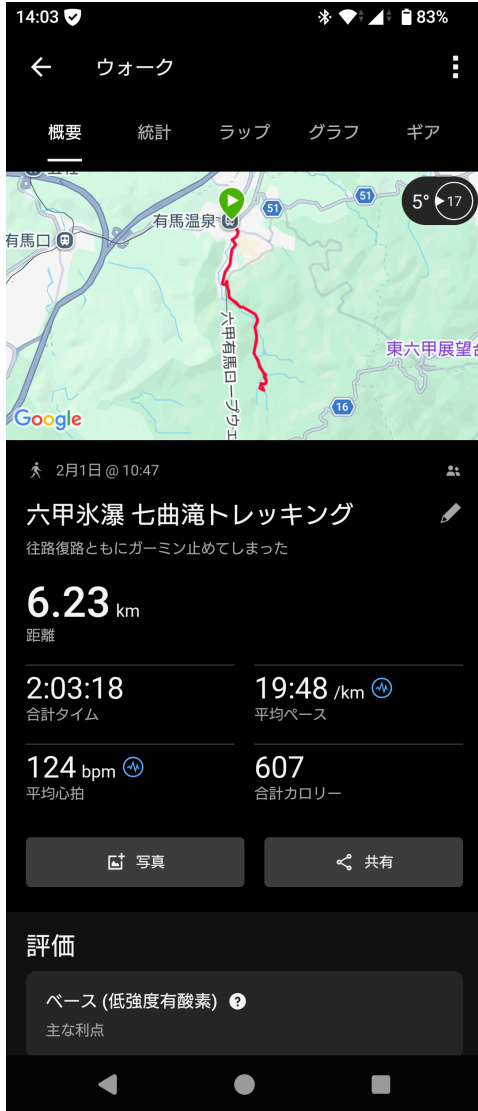 14:03 83%
ウォーク
概要 統計 ラップ グラフ ギア
51
51
5° 17
有馬温泉
有馬口
六甲有馬ロープウェ
東六甲展望台
16
Google
2月1日 @ 10:47
六甲氷瀑 七曲滝トレッキング
往路復路ともにガーミン止めてしまった
6.23 km
距離
2:03:18 19:48 /km
合計タイム 平均ペース
124 bpm 607
平均心拍 合計カロリー
写真 共有
評価
ベース (低強度有酸素) ?
主な利点